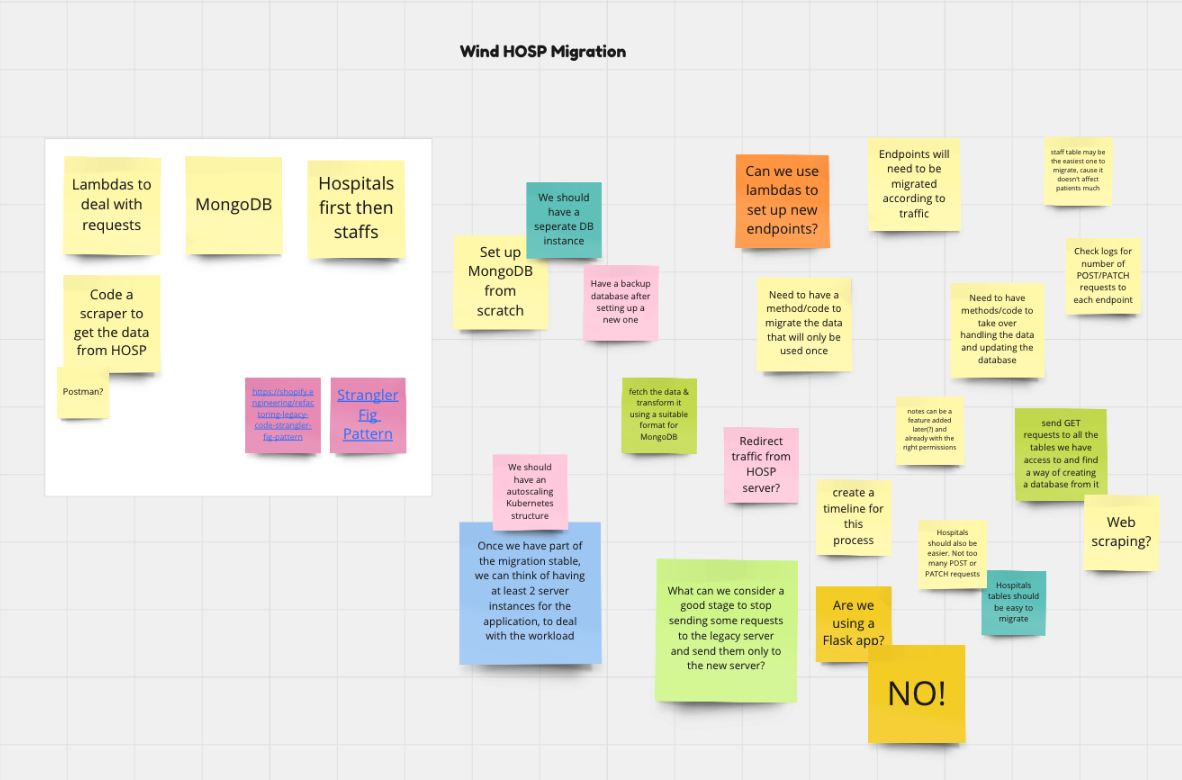 Wind HOSP Migration
Lambdas to
deal with
requests
MongoDB
Hospitals
first then
staffs
Code a
scraper to
get the data
from HOSP
Postman?
https://shopify.e
ngineering/refac
toring-legacy-
code-strangler-
fig-pattern
Strangler
Fig
Pattern
We should
have a
seperate DB
instance
Set up
MongoDB
from
scratch
Have a backup
database after
setting up a
new one
Can we use
lambdas to
set up new
endpoints?
Endpoints will
need to be
migrated
according to
traffic
staff table may be
the easiest one to
migrate, cause it
doesn't affect
patients much
Check logs for
number of
POST/PATCH
requests to
each endpoint
Need to have a
method/code to
migrate the data
that will only be
used once
Need to have
methods/code to
take over
handling the data
and updating the
database
fetch the data &
transform it
using a suitable
format for
MongoDB
Redirect
traffic from
HOSP
server?
notes can be a
feature added
later(?) and
already with the
right permissions
send GET
requests to all the
tables we have
access to and find
a way of creating
a database from it
Web
scraping?
We should
have an
autoscaling
Kubernetes
structure
Once we have part of
the migration stable,
we can think of having
at least 2 server
instances for the
application, to deal
with the workload
create a
timeline for
this
process
Hospitals
should also be
easier. Not too
many POST or
PATCH requests
Hospitals
tables should
be easy to
migrate
What can we consider a
good stage to stop
sending some requests
to the legacy server
and send them only to
the new server?
Are we
using a
Flask app?
NO!